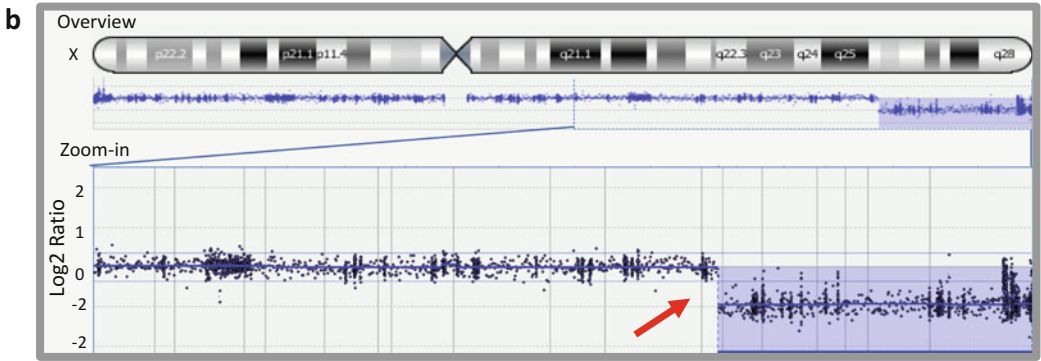 b
Overview
X p22.2 p21.1 p11.4 q21.1 q22.3 q23 q24 q25 q28
Zoom-in
Log2 Ratio
2
1
0
-2
-2